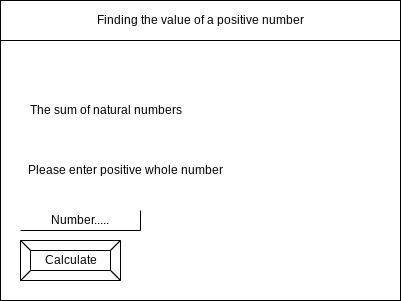 Finding the value of a positive number
The sum of natural numbers
Please enter positive whole number
Number.....
Calculate